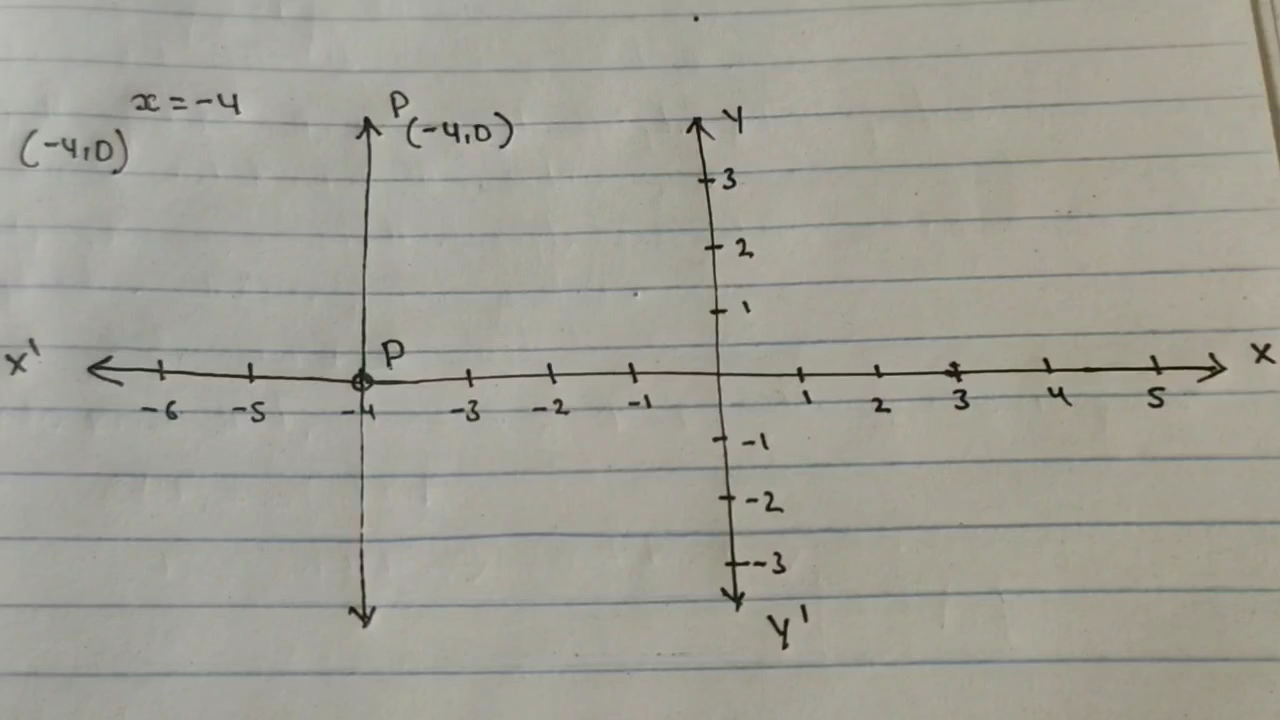 x = -4
P
(-4,0)
(-4,0)
Y
3
2
1
X'
P
X
-6 -5 -4 -3 -2 -1 1 2 3 4 5
-1
-2
-3
Y'